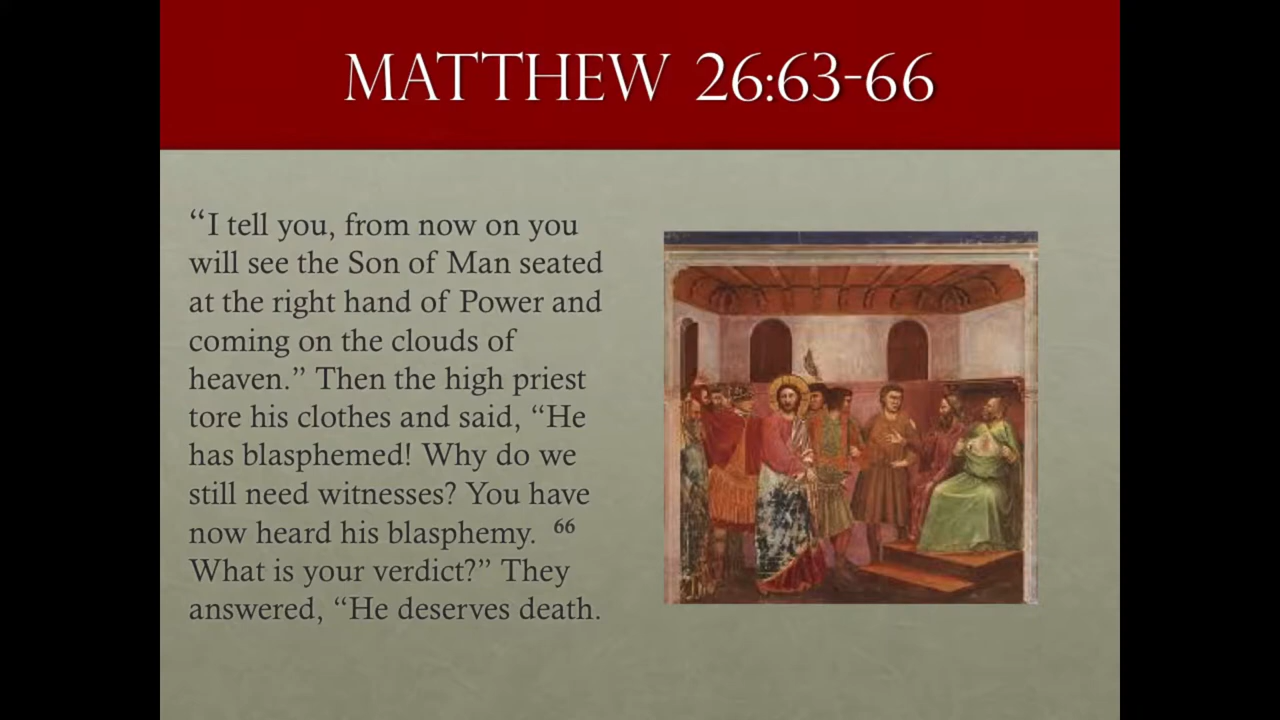 MATTHEW 26:63-66
“I tell you, from now on you
will see the Son of Man seated
at the right hand of Power and
coming on the clouds of
heaven.” Then the high priest
tore his clothes and said, “He
has blasphemed! Why do we
still need witnesses? You have
now heard his blasphemy. 66
What is your verdict?” They
answered, “He deserves death.